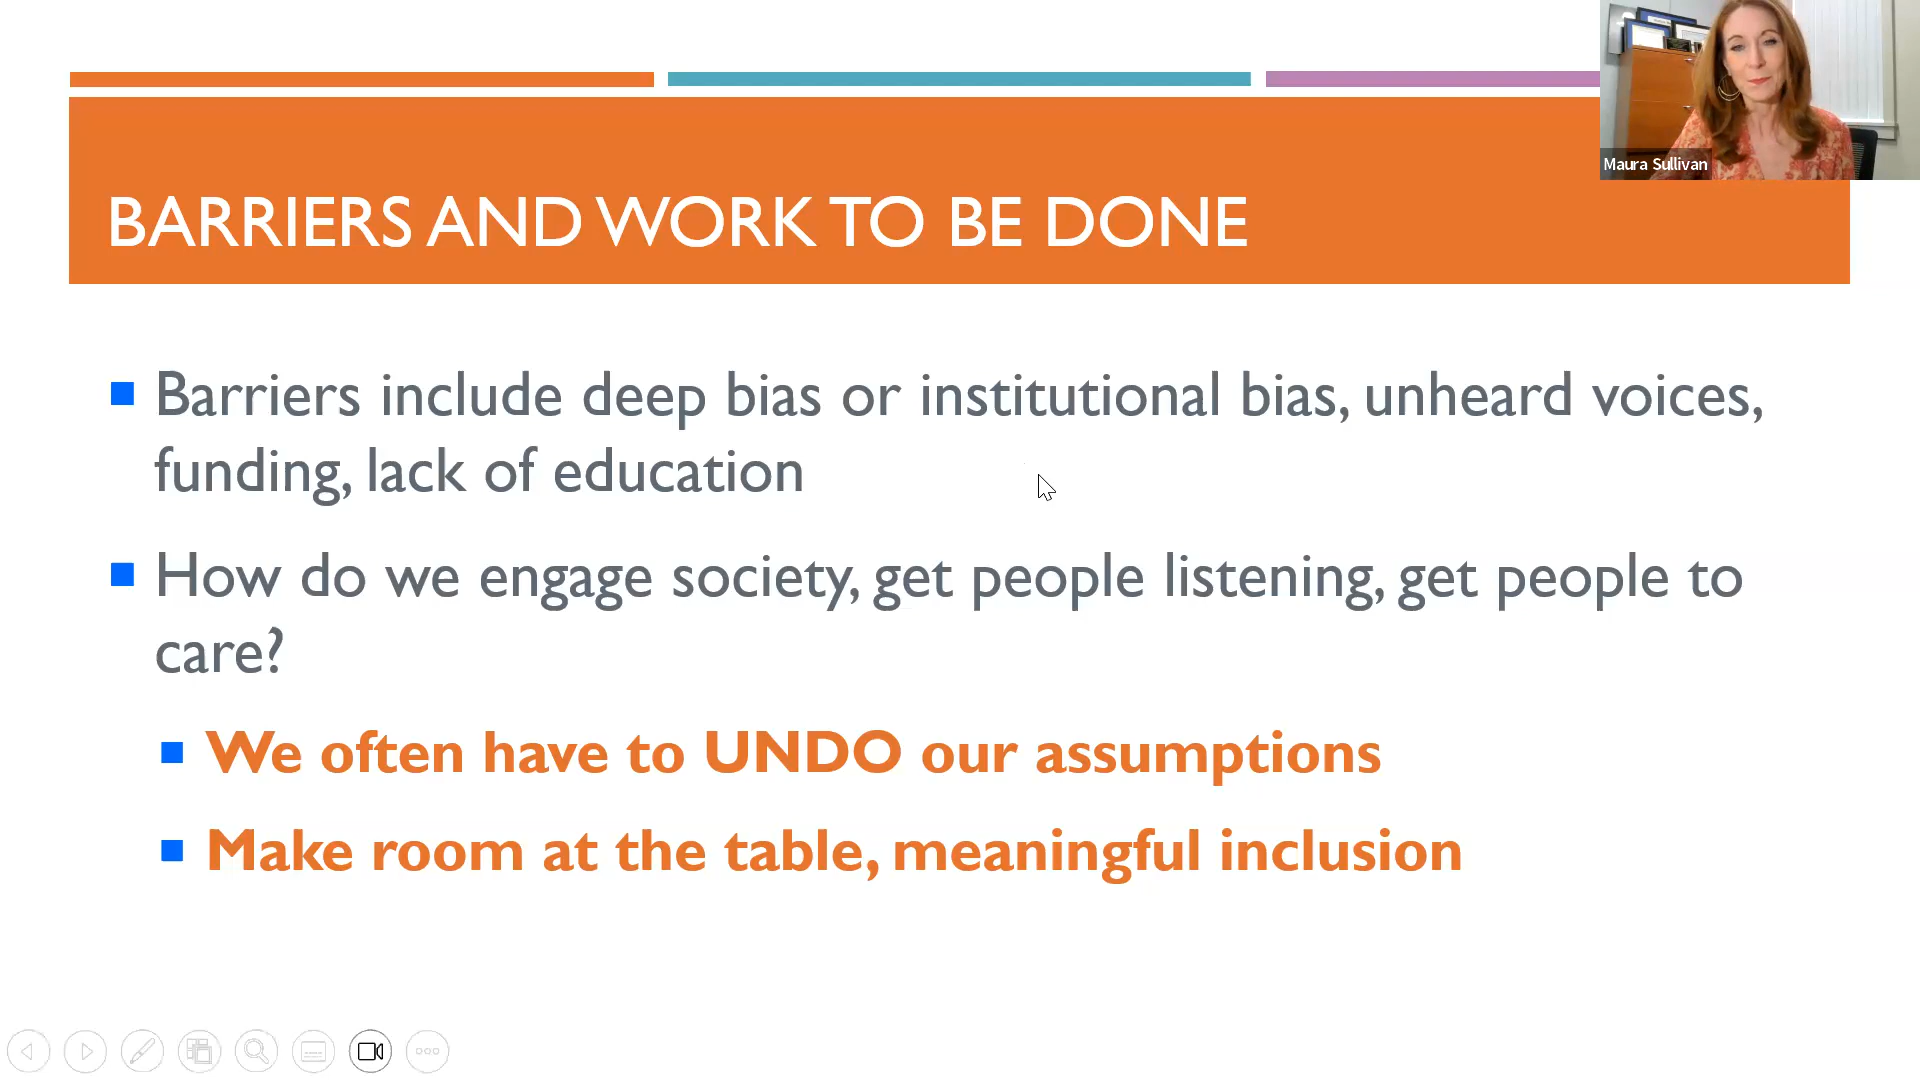 Maura Sullivan
BARRIERS AND WORK TO BE DONE
Barriers include deep bias or institutional bias, unheard voices,
funding, lack of education
How do we engage society, get people listening, get people to
care?
We often have to UNDO our assumptions
Make room at the table, meaningful inclusion